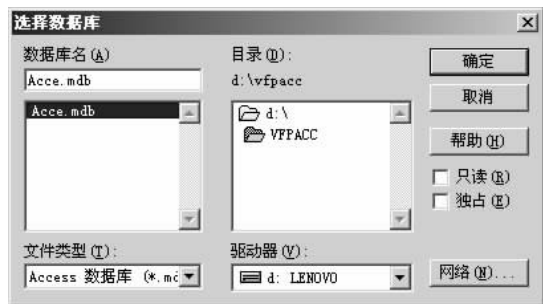 选择数据库
数据库名(A)
Acce.mdb
Acce.mdb
文件类型(T):
Access 数据库 (*.md
目录(D):
d:\vfpacc
d:\
VFPACC
驱动器(V):
d: LENOVO
确定
取消
帮助(H)
只读(R)
独占(E)
网络(N)...